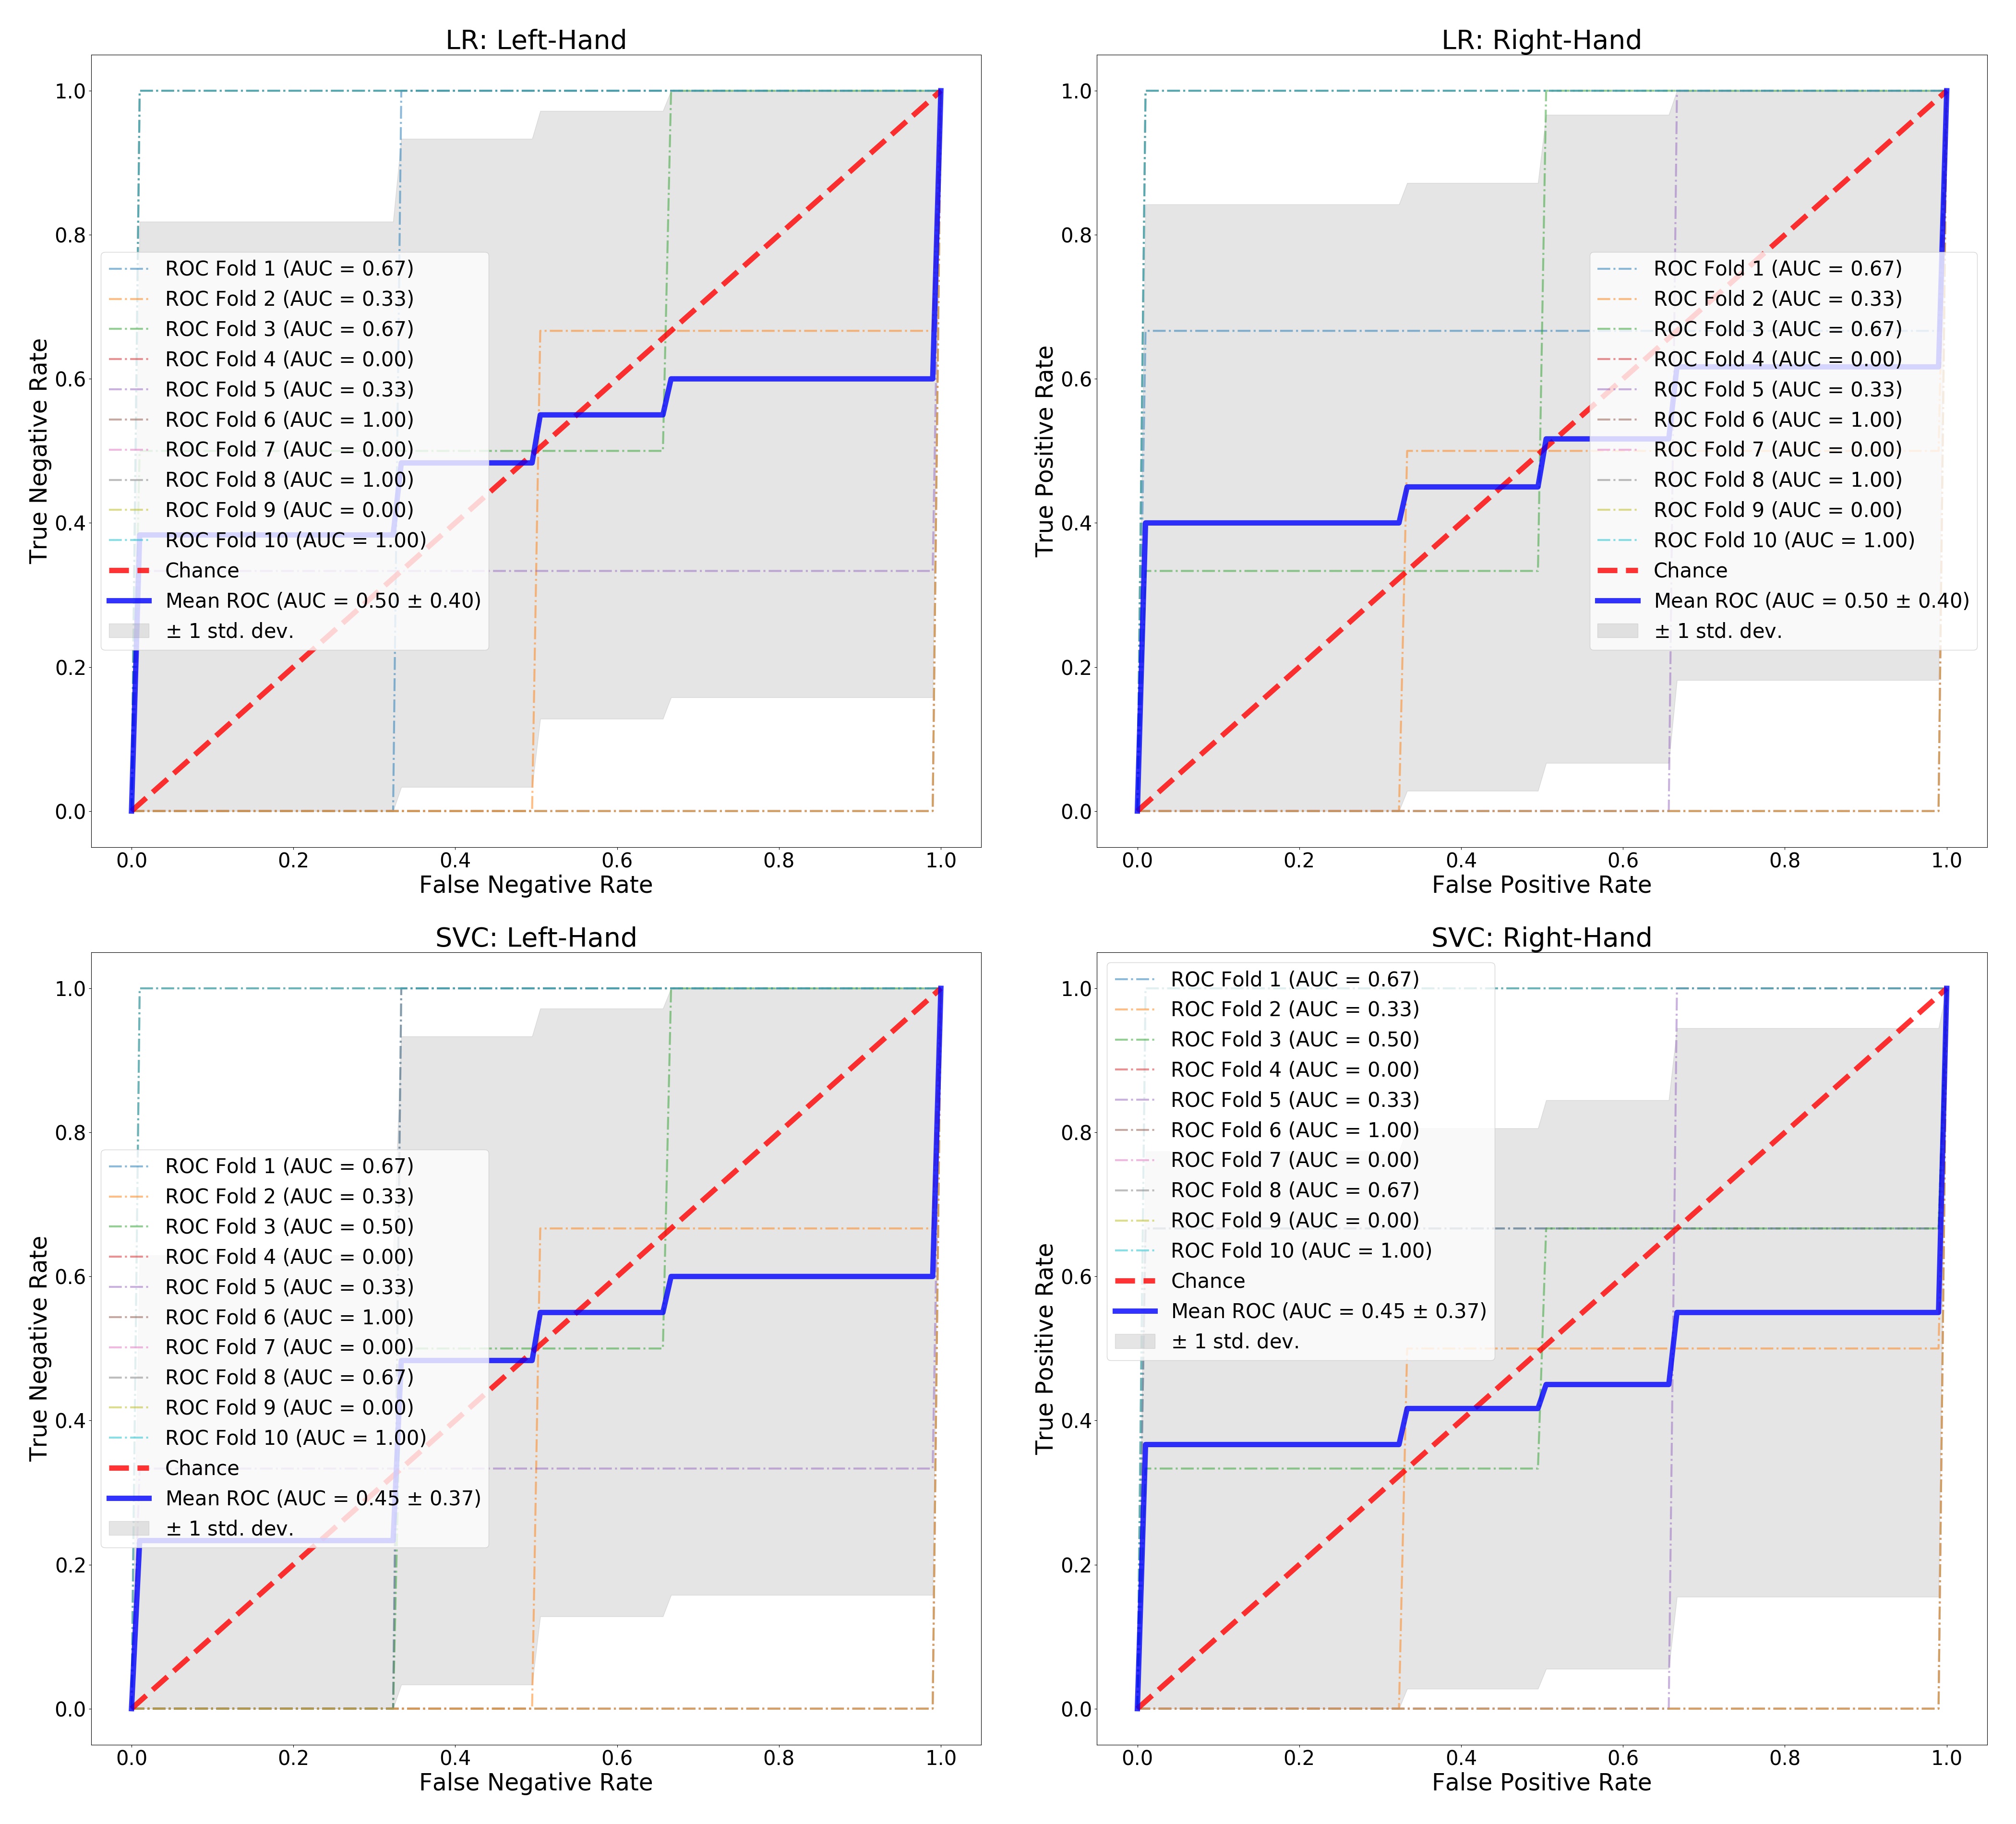 LR: Left-Hand
True Negative Rate
1.0
0.8
0.6
0.4
0.2
0.0
ROC Fold 1 (AUC = 0.67)
ROC Fold 2 (AUC = 0.33)
ROC Fold 3 (AUC = 0.67)
ROC Fold 4 (AUC = 0.00)
ROC Fold 5 (AUC = 0.33)
ROC Fold 6 (AUC = 1.00)
ROC Fold 7 (AUC = 0.00)
ROC Fold 8 (AUC = 1.00)
ROC Fold 9 (AUC = 0.00)
ROC Fold 10 (AUC = 1.00)
Chance
Mean ROC (AUC = 0.50 ± 0.40)
± 1 std. dev.
0.0 0.2 0.4 0.6 0.8 1.0
False Negative Rate
LR: Right-Hand
True Positive Rate
1.0
0.8
0.6
0.4
0.2
0.0
ROC Fold 1 (AUC = 0.67)
ROC Fold 2 (AUC = 0.33)
ROC Fold 3 (AUC = 0.67)
ROC Fold 4 (AUC = 0.00)
ROC Fold 5 (AUC = 0.33)
ROC Fold 6 (AUC = 1.00)
ROC Fold 7 (AUC = 0.00)
ROC Fold 8 (AUC = 1.00)
ROC Fold 9 (AUC = 0.00)
ROC Fold 10 (AUC = 1.00)
Chance
Mean ROC (AUC = 0.50 ± 0.40)
± 1 std. dev.
0.0 0.2 0.4 0.6 0.8 1.0
False Positive Rate
SVC: Left-Hand
True Negative Rate
1.0
0.8
0.6
0.4
0.2
0.0
ROC Fold 1 (AUC = 0.67)
ROC Fold 2 (AUC = 0.33)
ROC Fold 3 (AUC = 0.50)
ROC Fold 4 (AUC = 0.00)
ROC Fold 5 (AUC = 0.33)
ROC Fold 6 (AUC = 1.00)
ROC Fold 7 (AUC = 0.00)
ROC Fold 8 (AUC = 0.67)
ROC Fold 9 (AUC = 0.00)
ROC Fold 10 (AUC = 1.00)
Chance
Mean ROC (AUC = 0.45 ± 0.37)
± 1 std. dev.
0.0 0.2 0.4 0.6 0.8 1.0
False Negative Rate
SVC: Right-Hand
True Positive Rate
1.0
0.8
0.6
0.4
0.2
0.0
ROC Fold 1 (AUC = 0.67)
ROC Fold 2 (AUC = 0.33)
ROC Fold 3 (AUC = 0.50)
ROC Fold 4 (AUC = 0.00)
ROC Fold 5 (AUC = 0.33)
ROC Fold 6 (AUC = 1.00)
ROC Fold 7 (AUC = 0.00)
ROC Fold 8 (AUC = 0.67)
ROC Fold 9 (AUC = 0.00)
ROC Fold 10 (AUC = 1.00)
Chance
Mean ROC (AUC = 0.45 ± 0.37)
± 1 std. dev.
0.0 0.2 0.4 0.6 0.8 1.0
False Positive Rate